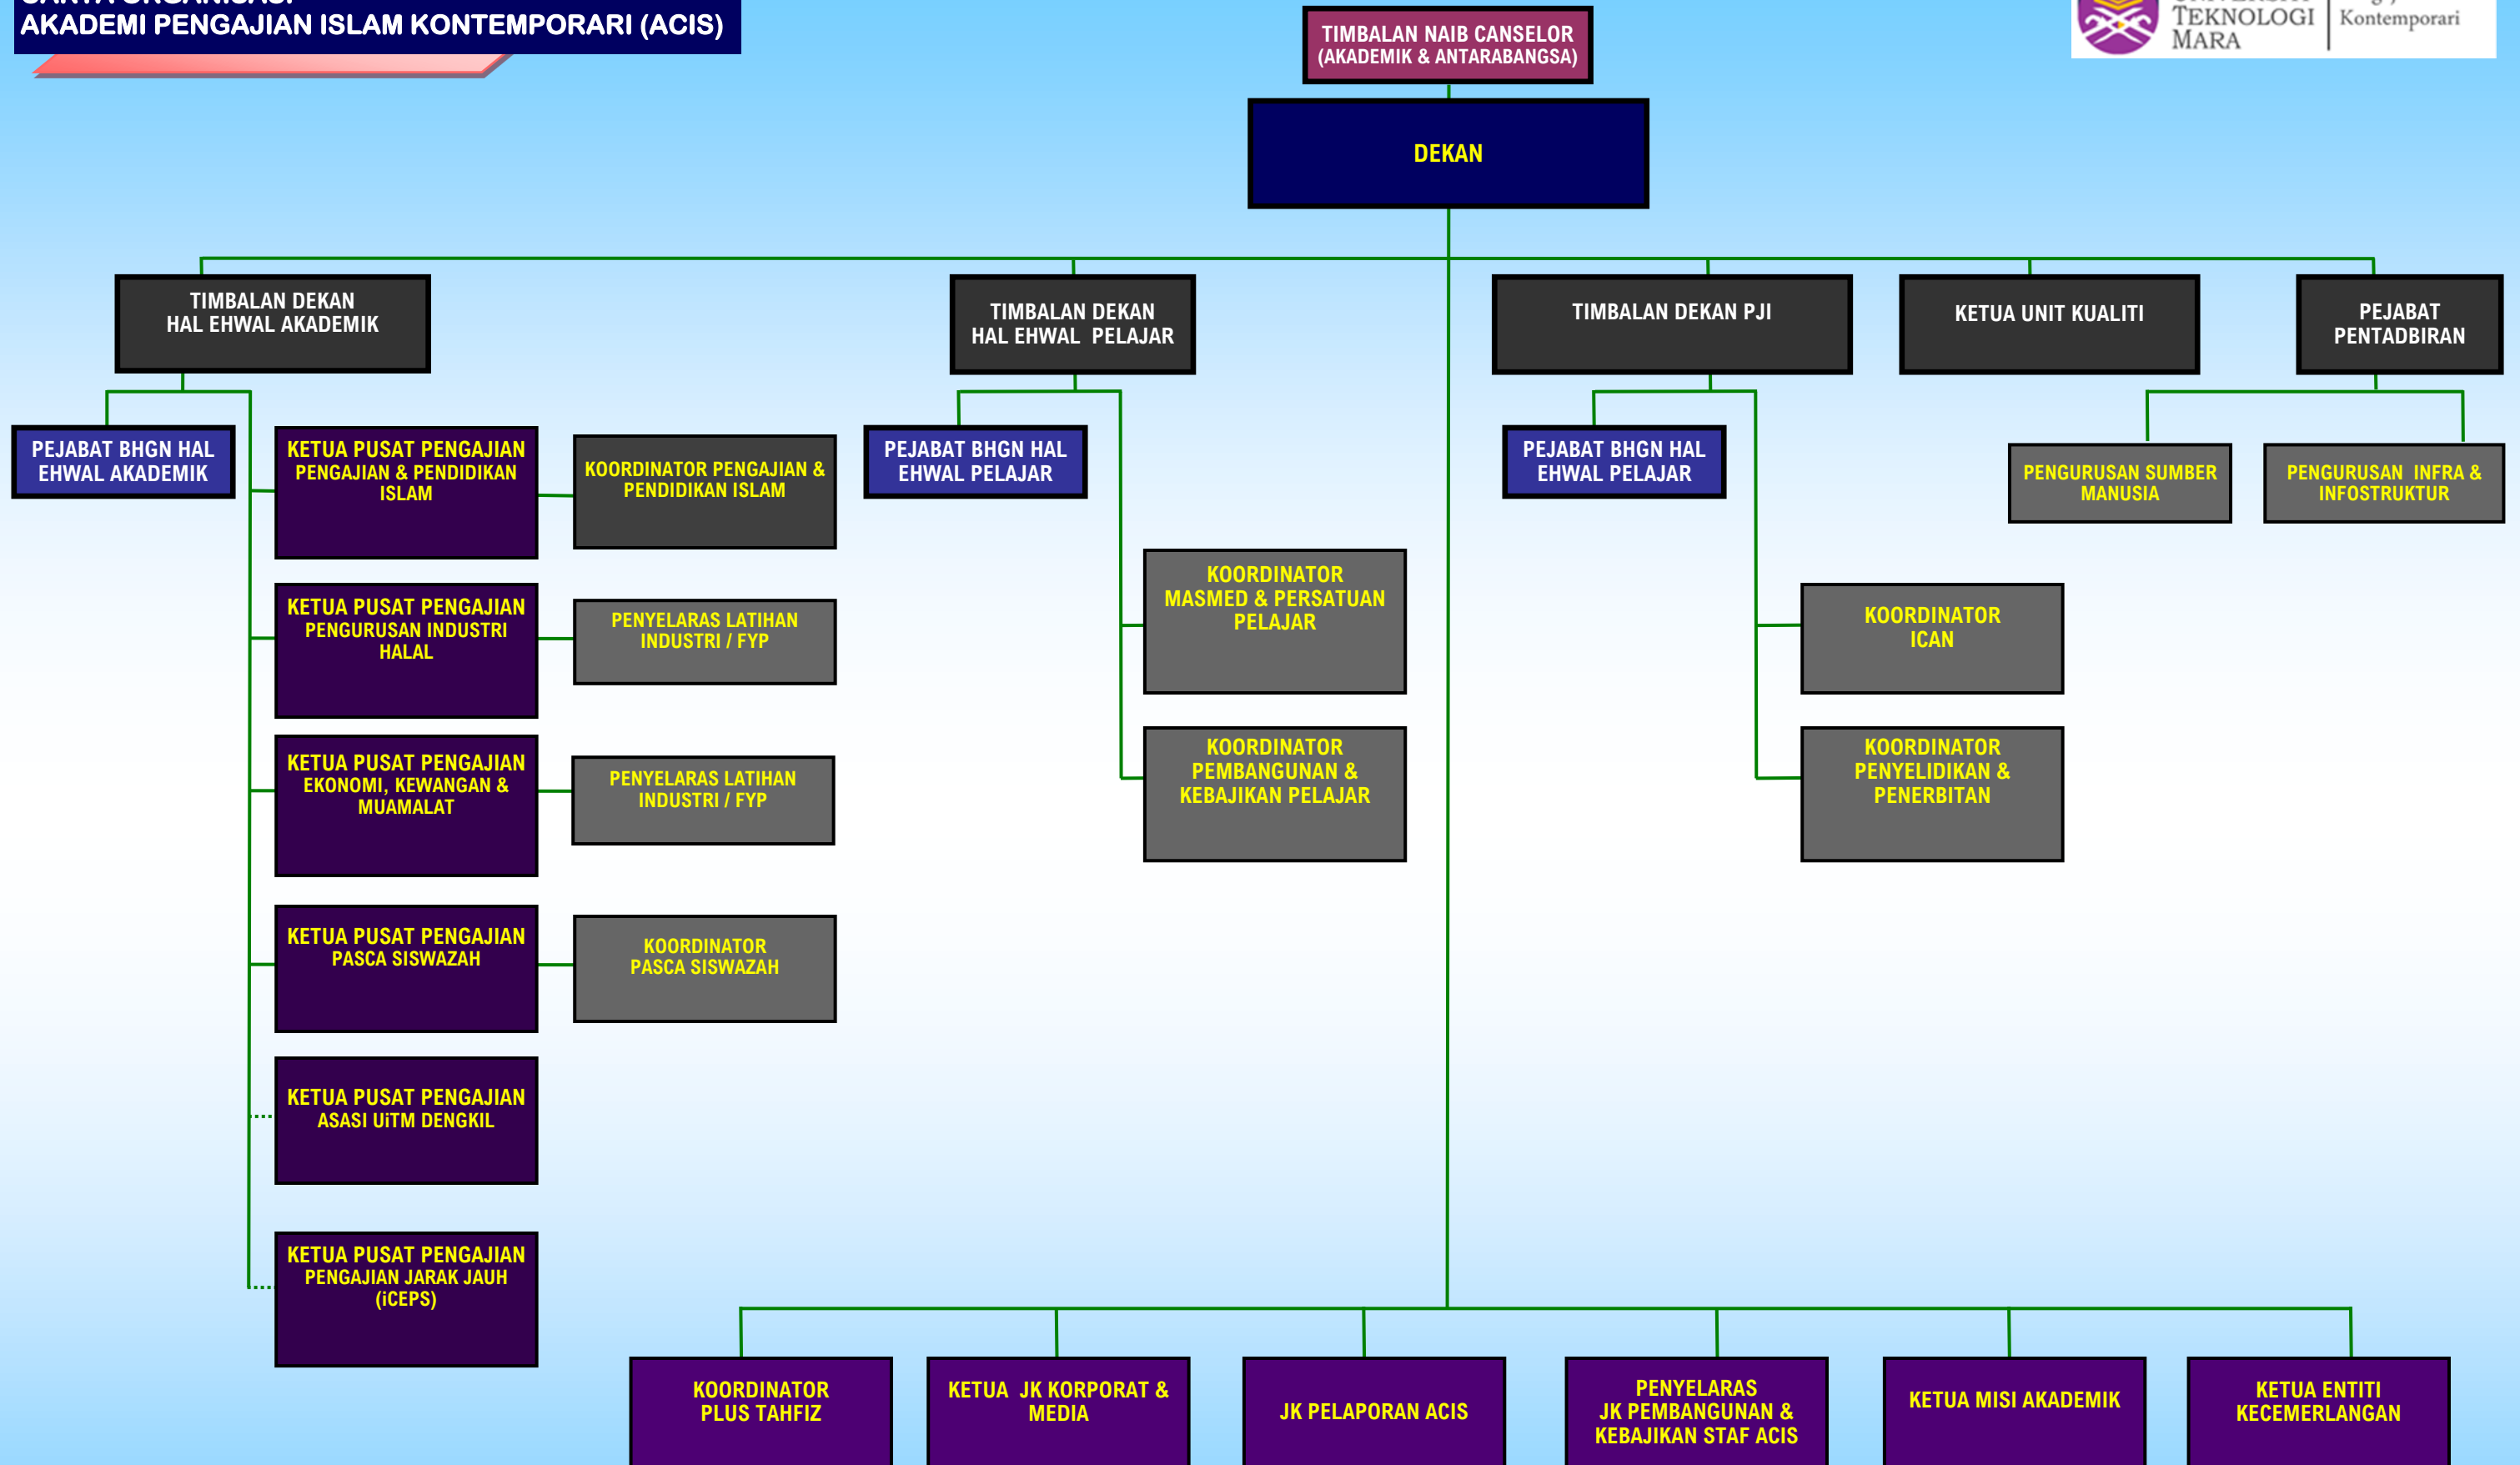 CARTA ORGANISASI
AKADEMI PENGAJIAN ISLAM KONTEMPORARI (ACIS)
TIMBALAN NAIB CANSELOR
(AKADEMIK & ANTARABANGSA)
TEKNOLOGI
MARA
Kontemporari
DEKAN
TIMBALAN DEKAN
HAL EHWAL AKADEMIK
TIMBALAN DEKAN
HAL EHWAL PELAJAR
TIMBALAN DEKAN PJI
KETUA UNIT KUALITI
PEJABAT
PENTADBIRAN
PEJABAT BHGN HAL
EHWAL AKADEMIK
KETUA PUSAT PENGAJIAN
PENGAJIAN & PENDIDIKAN
ISLAM
KOORDINATOR PENGAJIAN &
PENDIDIKAN ISLAM
PEJABAT BHGN HAL
EHWAL PELAJAR
PEJABAT BHGN HAL
EHWAL PELAJAR
PENGURUSAN SUMBER
MANUSIA
PENGURUSAN INFRA &
INFOSTRUKTUR
KETUA PUSAT PENGAJIAN
PENGURUSAN INDUSTRI
HALAL
PENYELARAS LATIHAN
INDUSTRI / FYP
KOORDINATOR
MASMED & PERSATUAN
PELAJAR
KOORDINATOR
ICAN
KETUA PUSAT PENGAJIAN
EKONOMI, KEWANGAN &
MUAMALAT
PENYELARAS LATIHAN
INDUSTRI / FYP
KOORDINATOR
PEMBANGUNAN &
KEBAJIKAN PELAJAR
KOORDINATOR
PENYELIDIKAN &
PENERBITAN
KETUA PUSAT PENGAJIAN
PASCA SISWAZAH
KOORDINATOR
PASCA SISWAZAH
KETUA PUSAT PENGAJIAN
ASASI UiTM DENGKIL
KETUA PUSAT PENGAJIAN
PENGAJIAN JARAK JAUH
(iCEPS)
KOORDINATOR
PLUS TAHFIZ
KETUA JK KORPORAT &
MEDIA
JK PELAPORAN ACIS
PENYELARAS
JK PEMBANGUNAN &
KEBAJIKAN STAF ACIS
KETUA MISI AKADEMIK
KETUA ENTITI
KECEMERLANGAN